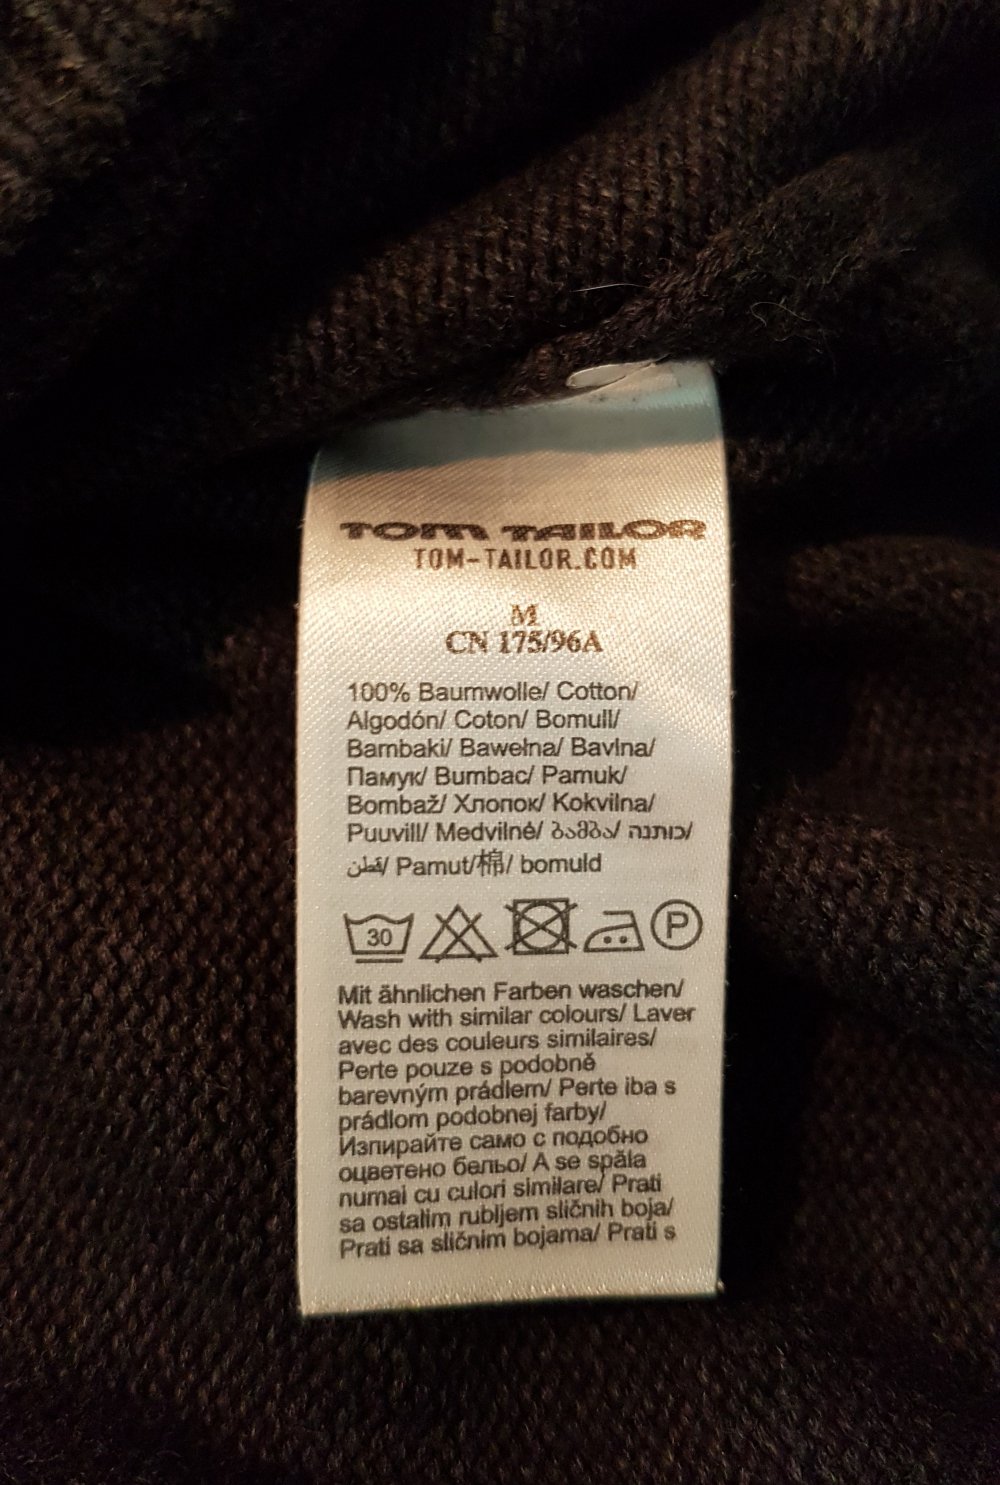 TOM TAILOR
TOM-TAILOR.COM
M
CN 175/96A
100% Baumwolle/ Cotton/
Algodón/ Coton/ Bomull/
Bambaki/ Bawełna/ Bavlna/
Памук/ Bumbac/ Pamuk/
Bombaž/ Хлопок/ Kokvilna/
Puuvill/ Medvilnė/ ბამბა/ כותנה/
قطن/ Pamut/棉/ bomuld
30 P
Mit ähnlichen Farben waschen/
Wash with similar colours/ Laver
avec des couleurs similaires/
Perte pouze s podobně
barevným prádlem/ Perte iba s
prádlom podobnej farby/
Изпирайте само с подобно
оцветено бельо/ A se spăla
numai cu culori similare/ Prati
sa ostalim rubljem sličnih boja/
Prati sa sličnim bojama/ Prati s